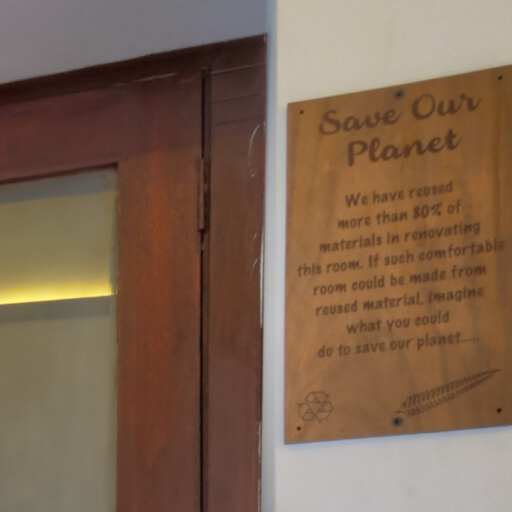 Save Our
Planet
We have reused
more than 80% of
materials in renovating
this room. If such comfortable
room could be made from
reused material, imagine
what you could
do to save our planet....